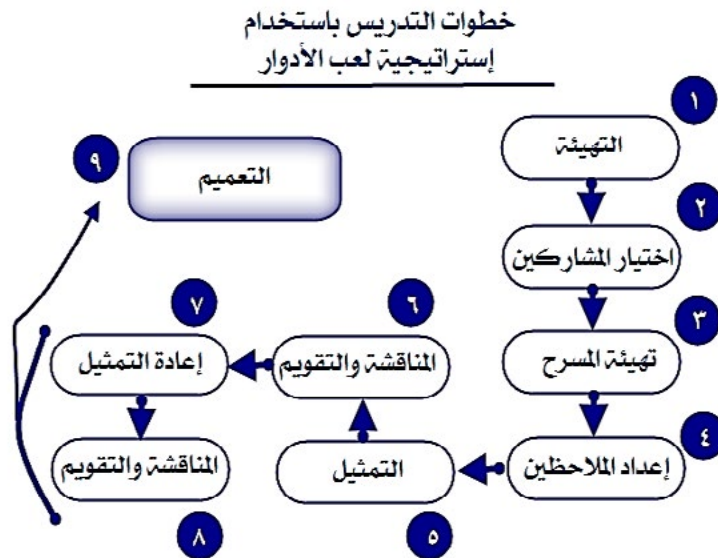 خطوات التدريس باستخدام
إستراتيجية لعب الأدوار
١
التهيئة
٢
اختيار المشاركين
٣
تهيئة المسرح
٤
إعداد الملاحظين
٥
التمثيل
٦
المناقشة والتقويم
٧
إعادة التمثيل
٨
المناقشة والتقويم
٩
التعميم